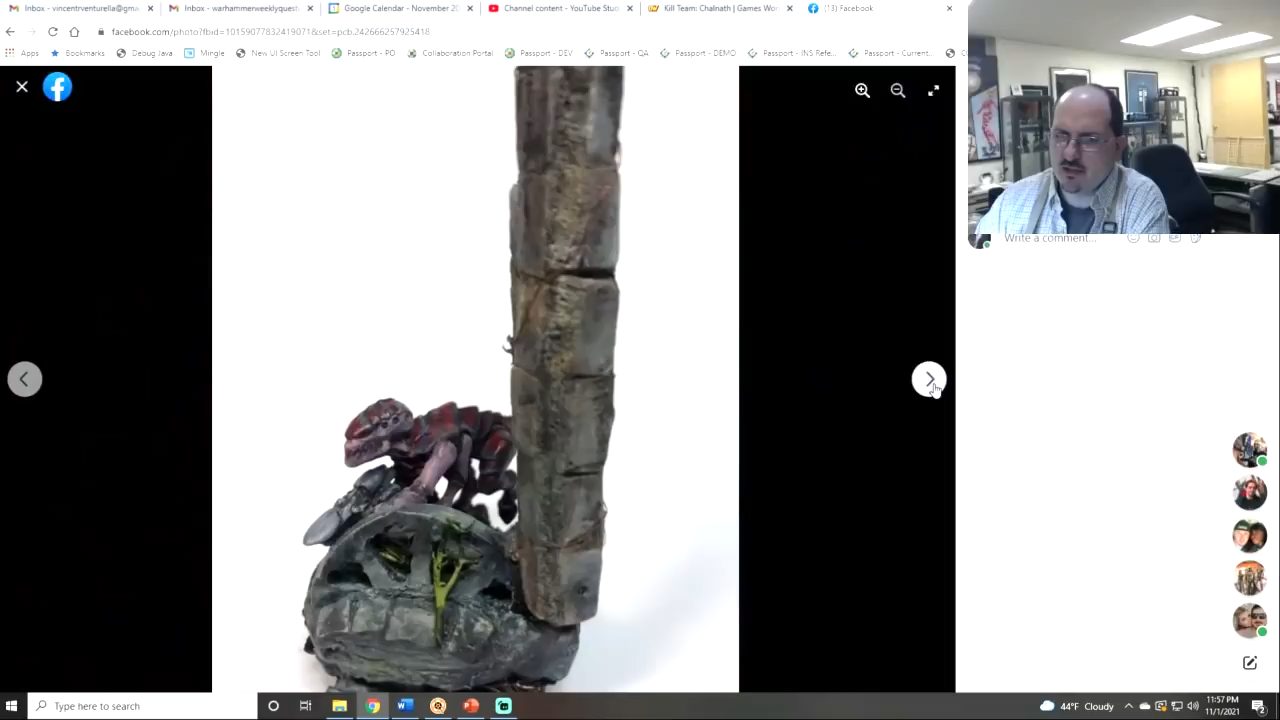 Inbox - vincentrventurella@gma
Inbox - warhammerweeklyquest
Google Calendar - November 20
Channel content - YouTube Stu
Kill Team: Chalnath | Games Wor
(13) Facebook
facebook.com/photo?fbid=10159077832419071&set=pcb.242666257925418
Apps
Bookmarks
Debug Java
Mingle
New UI Screen Tool
Passport - PO
Collaboration Portal
Passport - DEV
Passport - QA
Passport - DEMO
Passport - INS Refe...
Passport - Current...
Write a comment...
Type here to search
44°F Cloudy
11:57 PM
11/1/2021
2